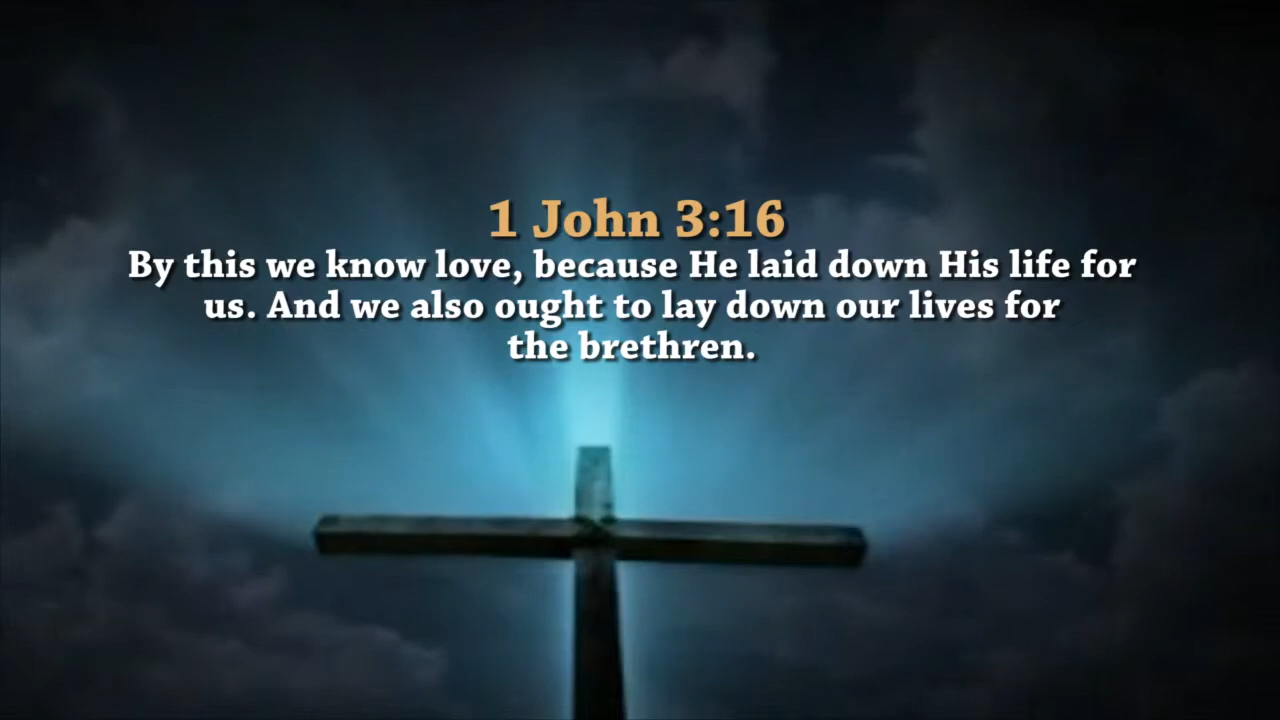 1 John 3:16
By this we know love, because He laid down His life for
us. And we also ought to lay down our lives for
the brethren.